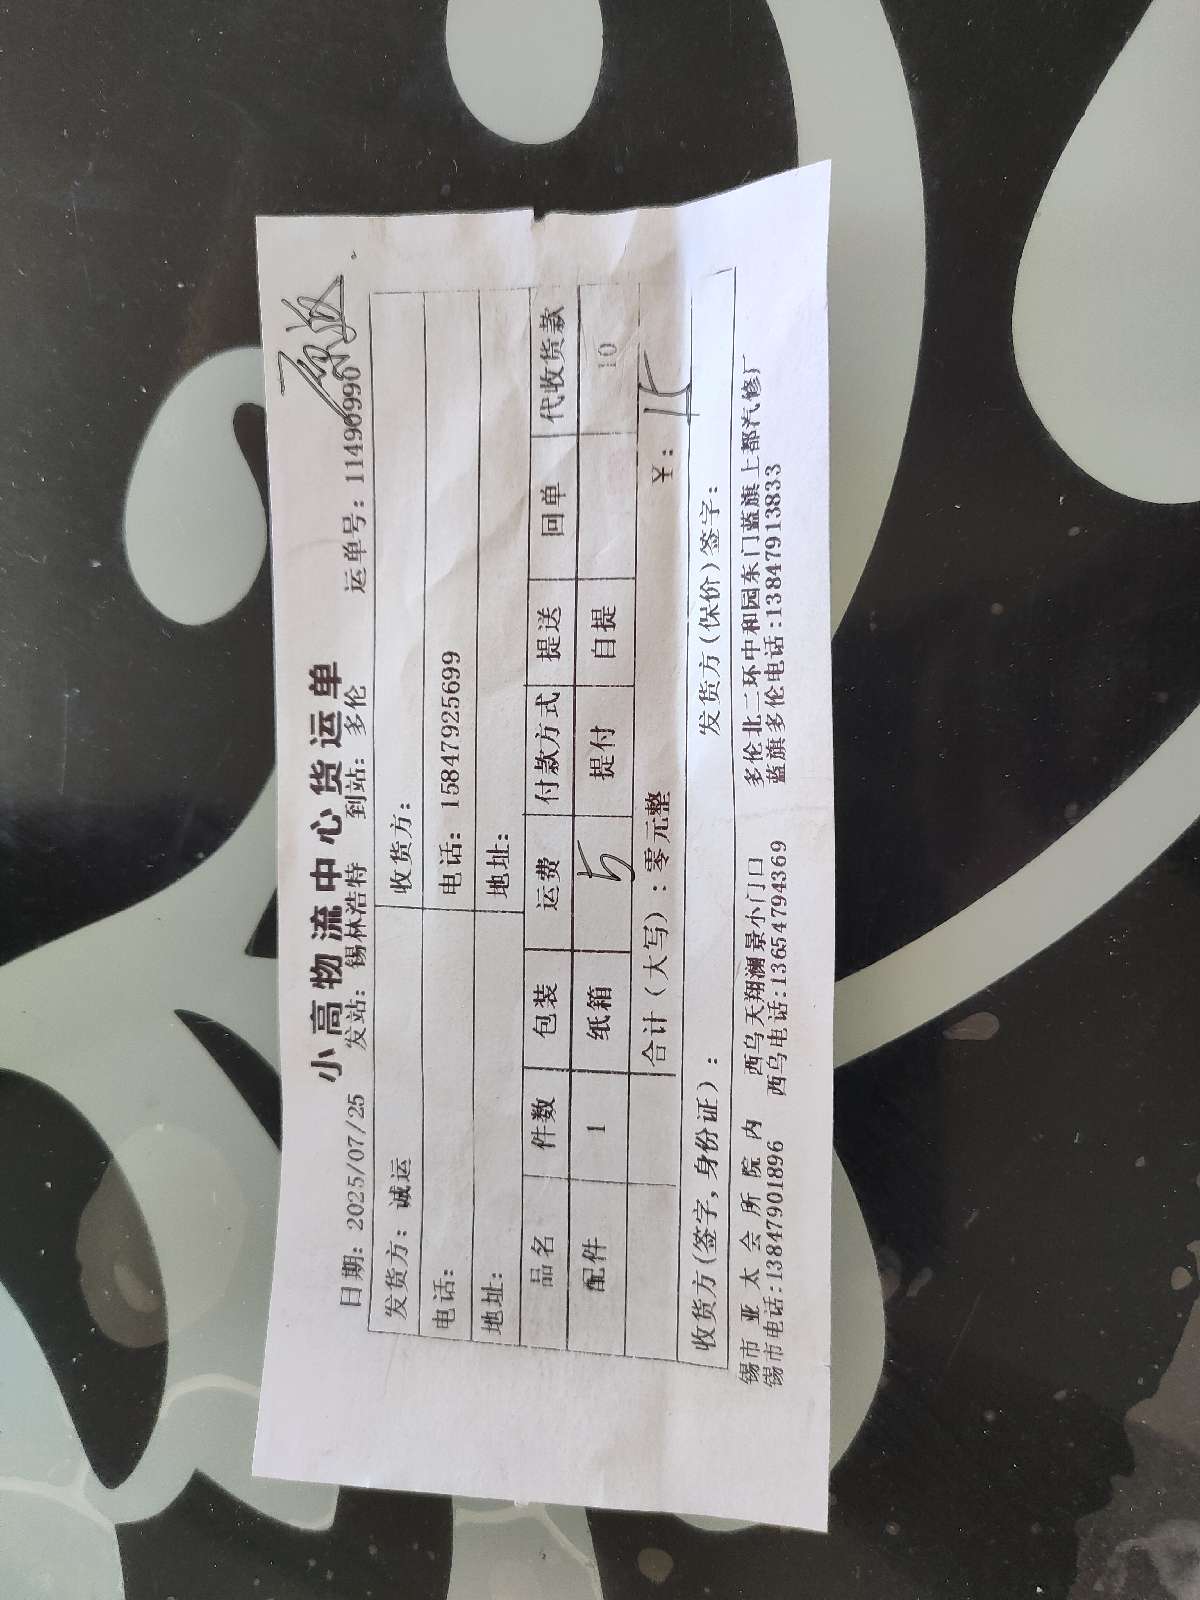 小高物流中心货运单
日期: 2025/07/25 发站: 锡林浩特 到站: 多伦 运单号: 11490990
发货方: 诚运 收货方:
电话: 电话: 15847925699
地址: 地址:
品名 件数 包装 运费 付款方式 提送 回单 代收货款
配件 1 纸箱 5 提付 自提 10
合计（大写）: 零元整 ￥: 15
收货方(签字,身份证): 发货方(保价)签字:
锡市亚太会所院内 西乌天翔澜景小门口 多伦北二环中和园东门蓝旗上都汽修厂
锡市电话:13847901896 西乌电话:13654794369 蓝旗多伦电话:13847913833